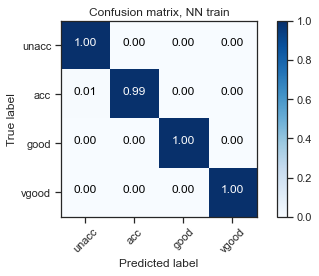 Confusion matrix, NN train
unacc 1.00 0.00 0.00 0.00
acc 0.01 0.99 0.00 0.00
good 0.00 0.00 1.00 0.00
vgood 0.00 0.00 0.00 1.00
unacc acc good vgood
True label
Predicted label
1.0
0.8
0.6
0.4
0.2
0.0